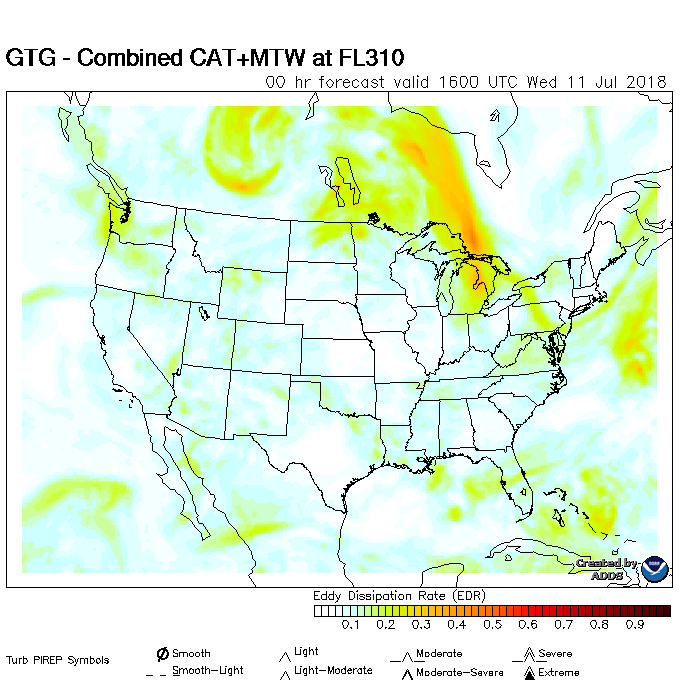 GTG - Combined CAT+MTW at FL310
00 hr forecast valid 1600 UTC Wed 11 Jul 2018
Created by
ADDS
Eddy Dissipation Rate (EDR)
0.1 0.2 0.3 0.4 0.5 0.6 0.7 0.8 0.9
Turb PIREP Symbols
Smooth Light Moderate Severe
Smooth-Light Light-Moderate Moderate-Severe Extreme